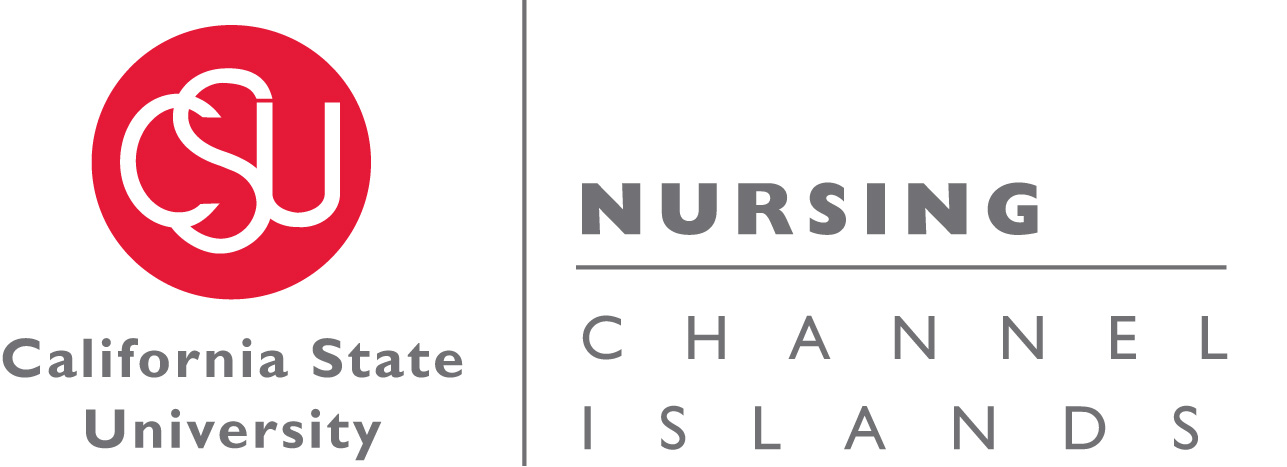 CSU
California State
University
NURSING
CHANNEL
ISLANDS